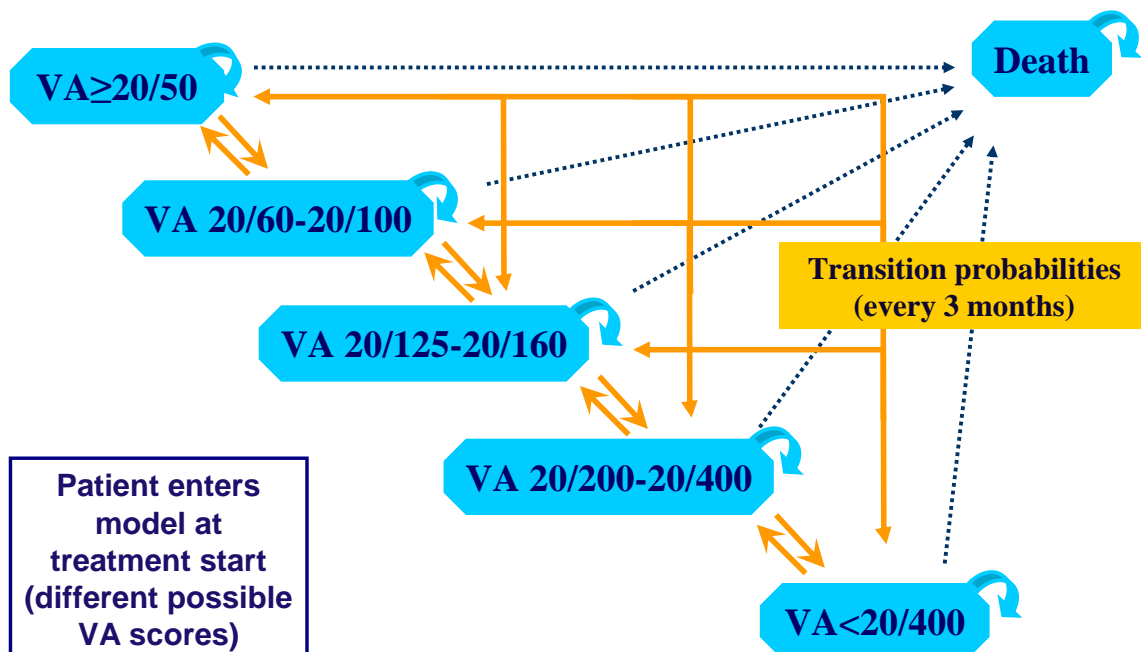 VA≥20/50
Death
VA 20/60-20/100
Transition probabilities
(every 3 months)
VA 20/125-20/160
VA 20/200-20/400
Patient enters
model at
treatment start
(different possible
VA scores)
VA<20/400